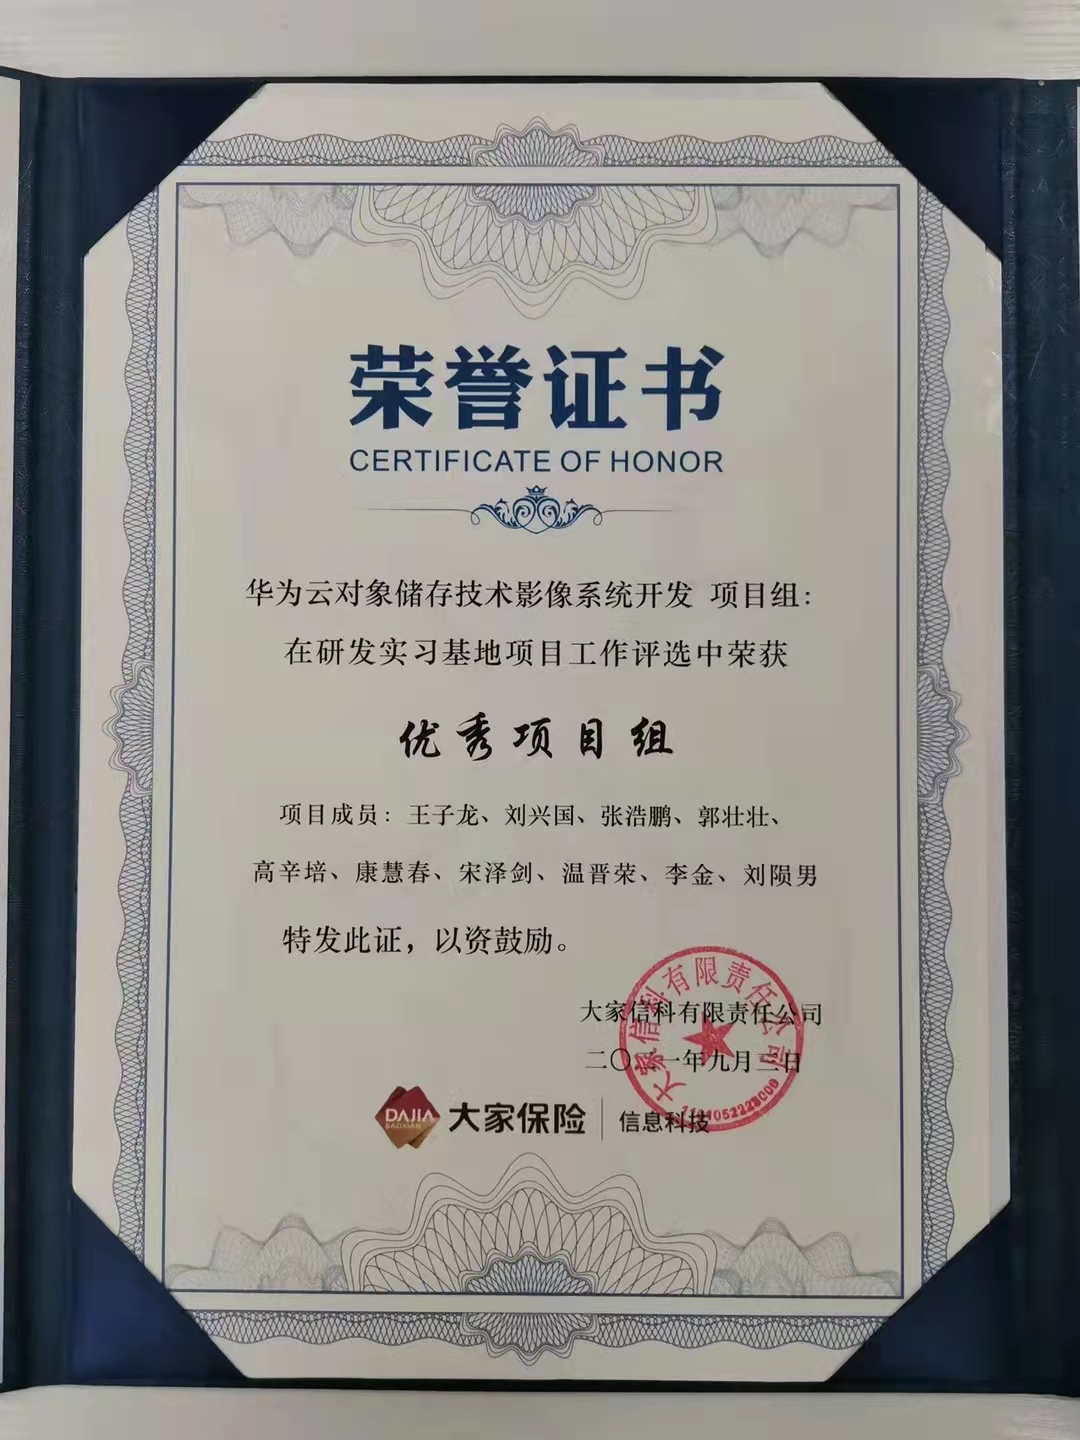 荣誉证书
CERTIFICATE OF HONOR
华为云对象储存技术影像系统开发 项目组：
在研发实习基地项目工作评选中荣获
优秀项目组
项目成员：王子龙、刘兴国、张浩鹏、郭壮壮、
高辛培、康慧春、宋泽剑、温晋荣、李金、刘陨男
特发此证，以资鼓励。
大家信科有限责任公司
二〇二一年九月三日
大家信科有限责任公司
DAJIA
BAOXIAN
大家保险 信息科技